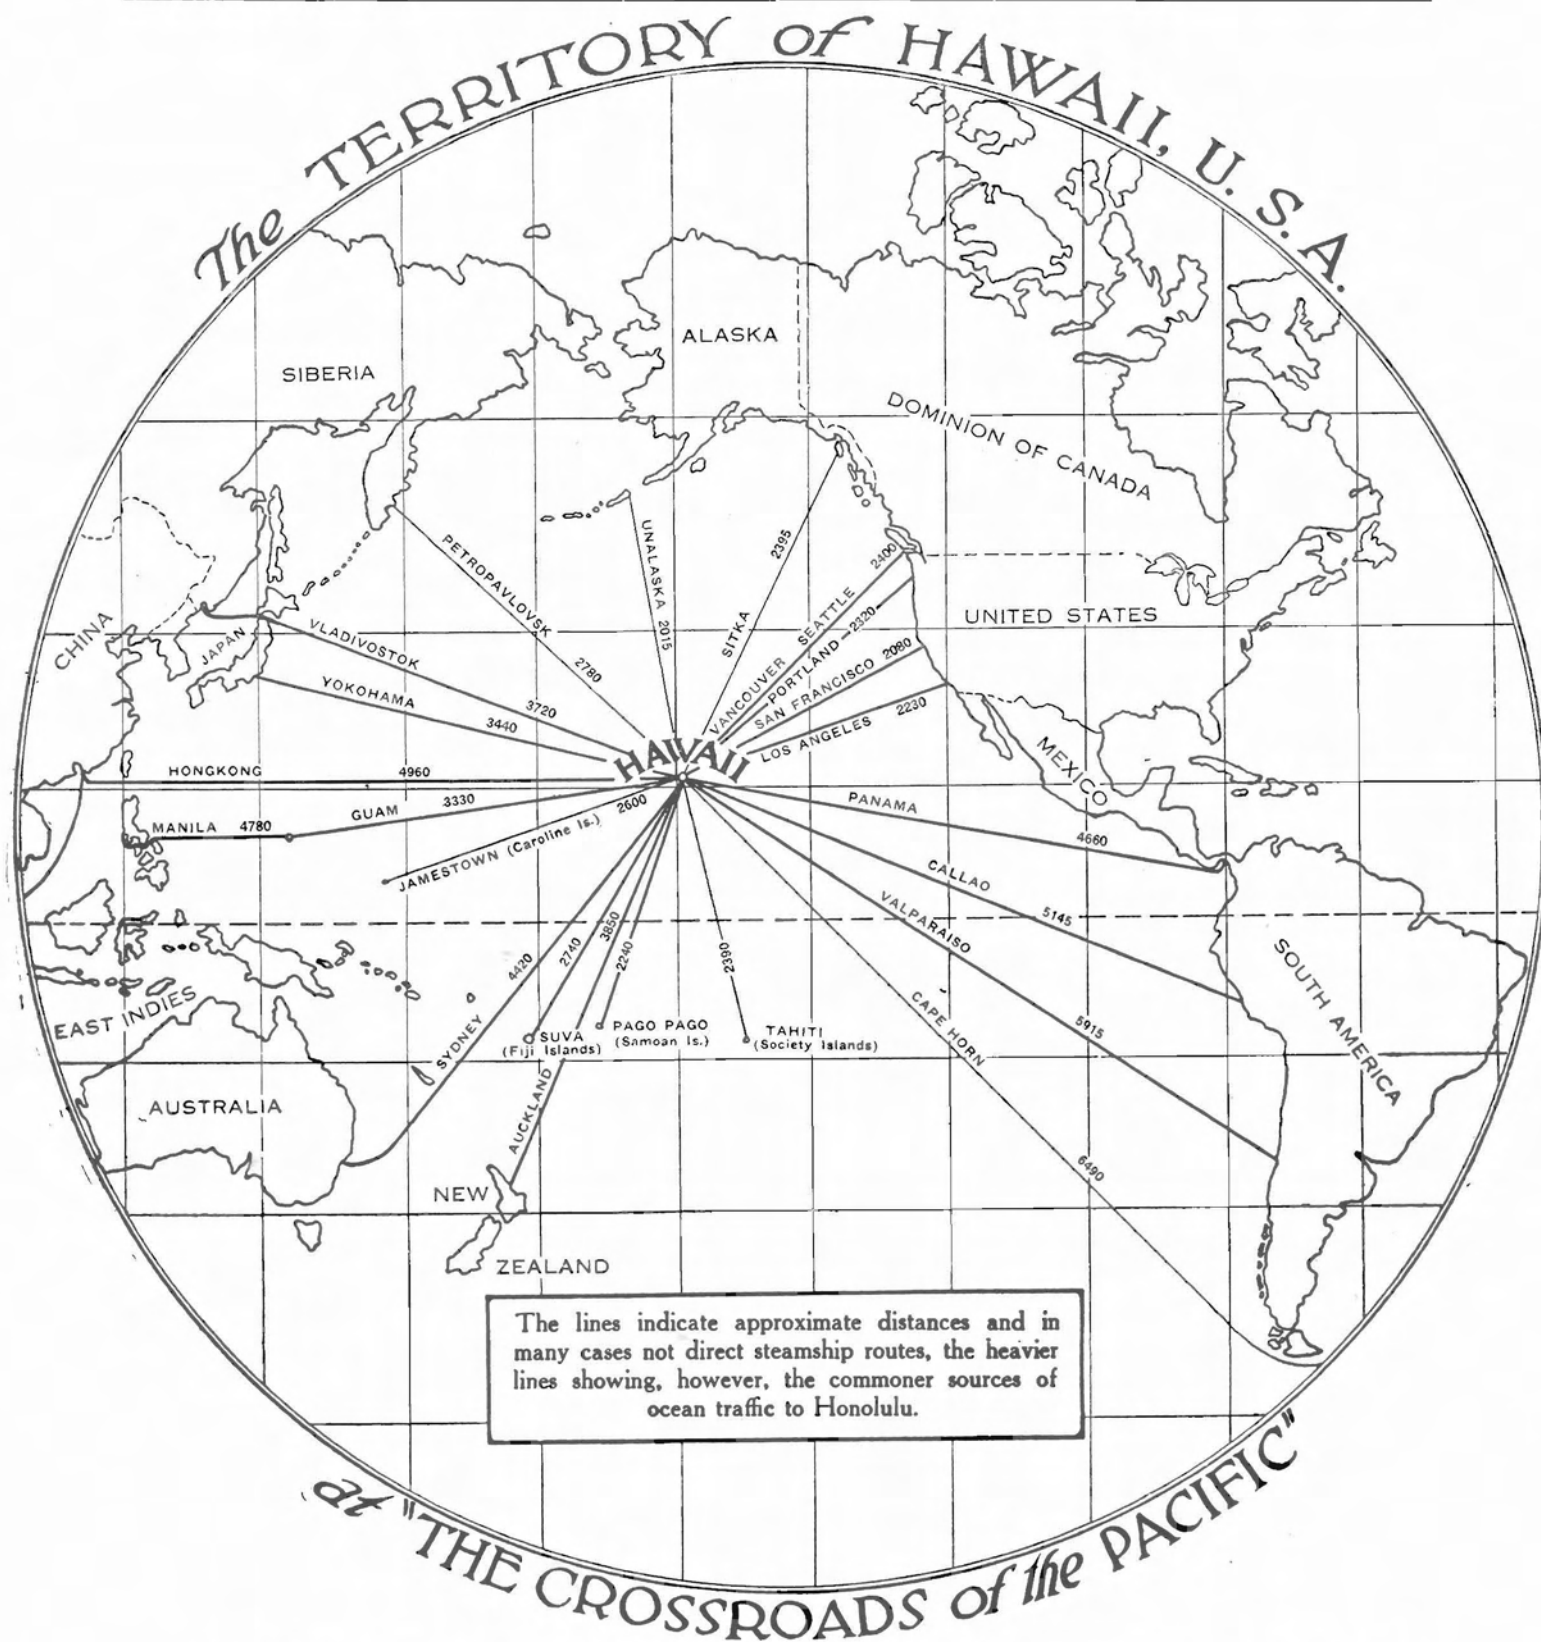 The TERRITORY of HAWAII, U. S. A.
ALASKA
SIBERIA
DOMINION OF CANADA
PETROPAVLOVSK 2780
UNALASKA 2015
SITKA 2395
VANCOUVER SEATTLE 2400
PORTLAND 2320
SAN FRANCISCO 2080
LOS ANGELES 2230
UNITED STATES
CHINA
JAPAN
VLADIVOSTOK 3720
YOKOHAMA 3440
HAWAII
MEXICO
HONGKONG 4960
GUAM 3330
MANILA 4780
JAMESTOWN (Caroline Is.) 2600
PANAMA 4660
CALLAO 5145
VALPARAISO 5915
CAPE HORN 6490
SOUTH AMERICA
EAST INDIES
SYDNEY 4420
2740
SUVA
(Fiji Islands)
AUCKLAND 3850
2240
PAGO PAGO
(Samoan Is.)
2390
TAHITI
(Society Islands)
AUSTRALIA
NEW
ZEALAND
The lines indicate approximate distances and in
many cases not direct steamship routes, the heavier
lines showing, however, the commoner sources of
ocean traffic to Honolulu.
at "THE CROSSROADS of the PACIFIC"